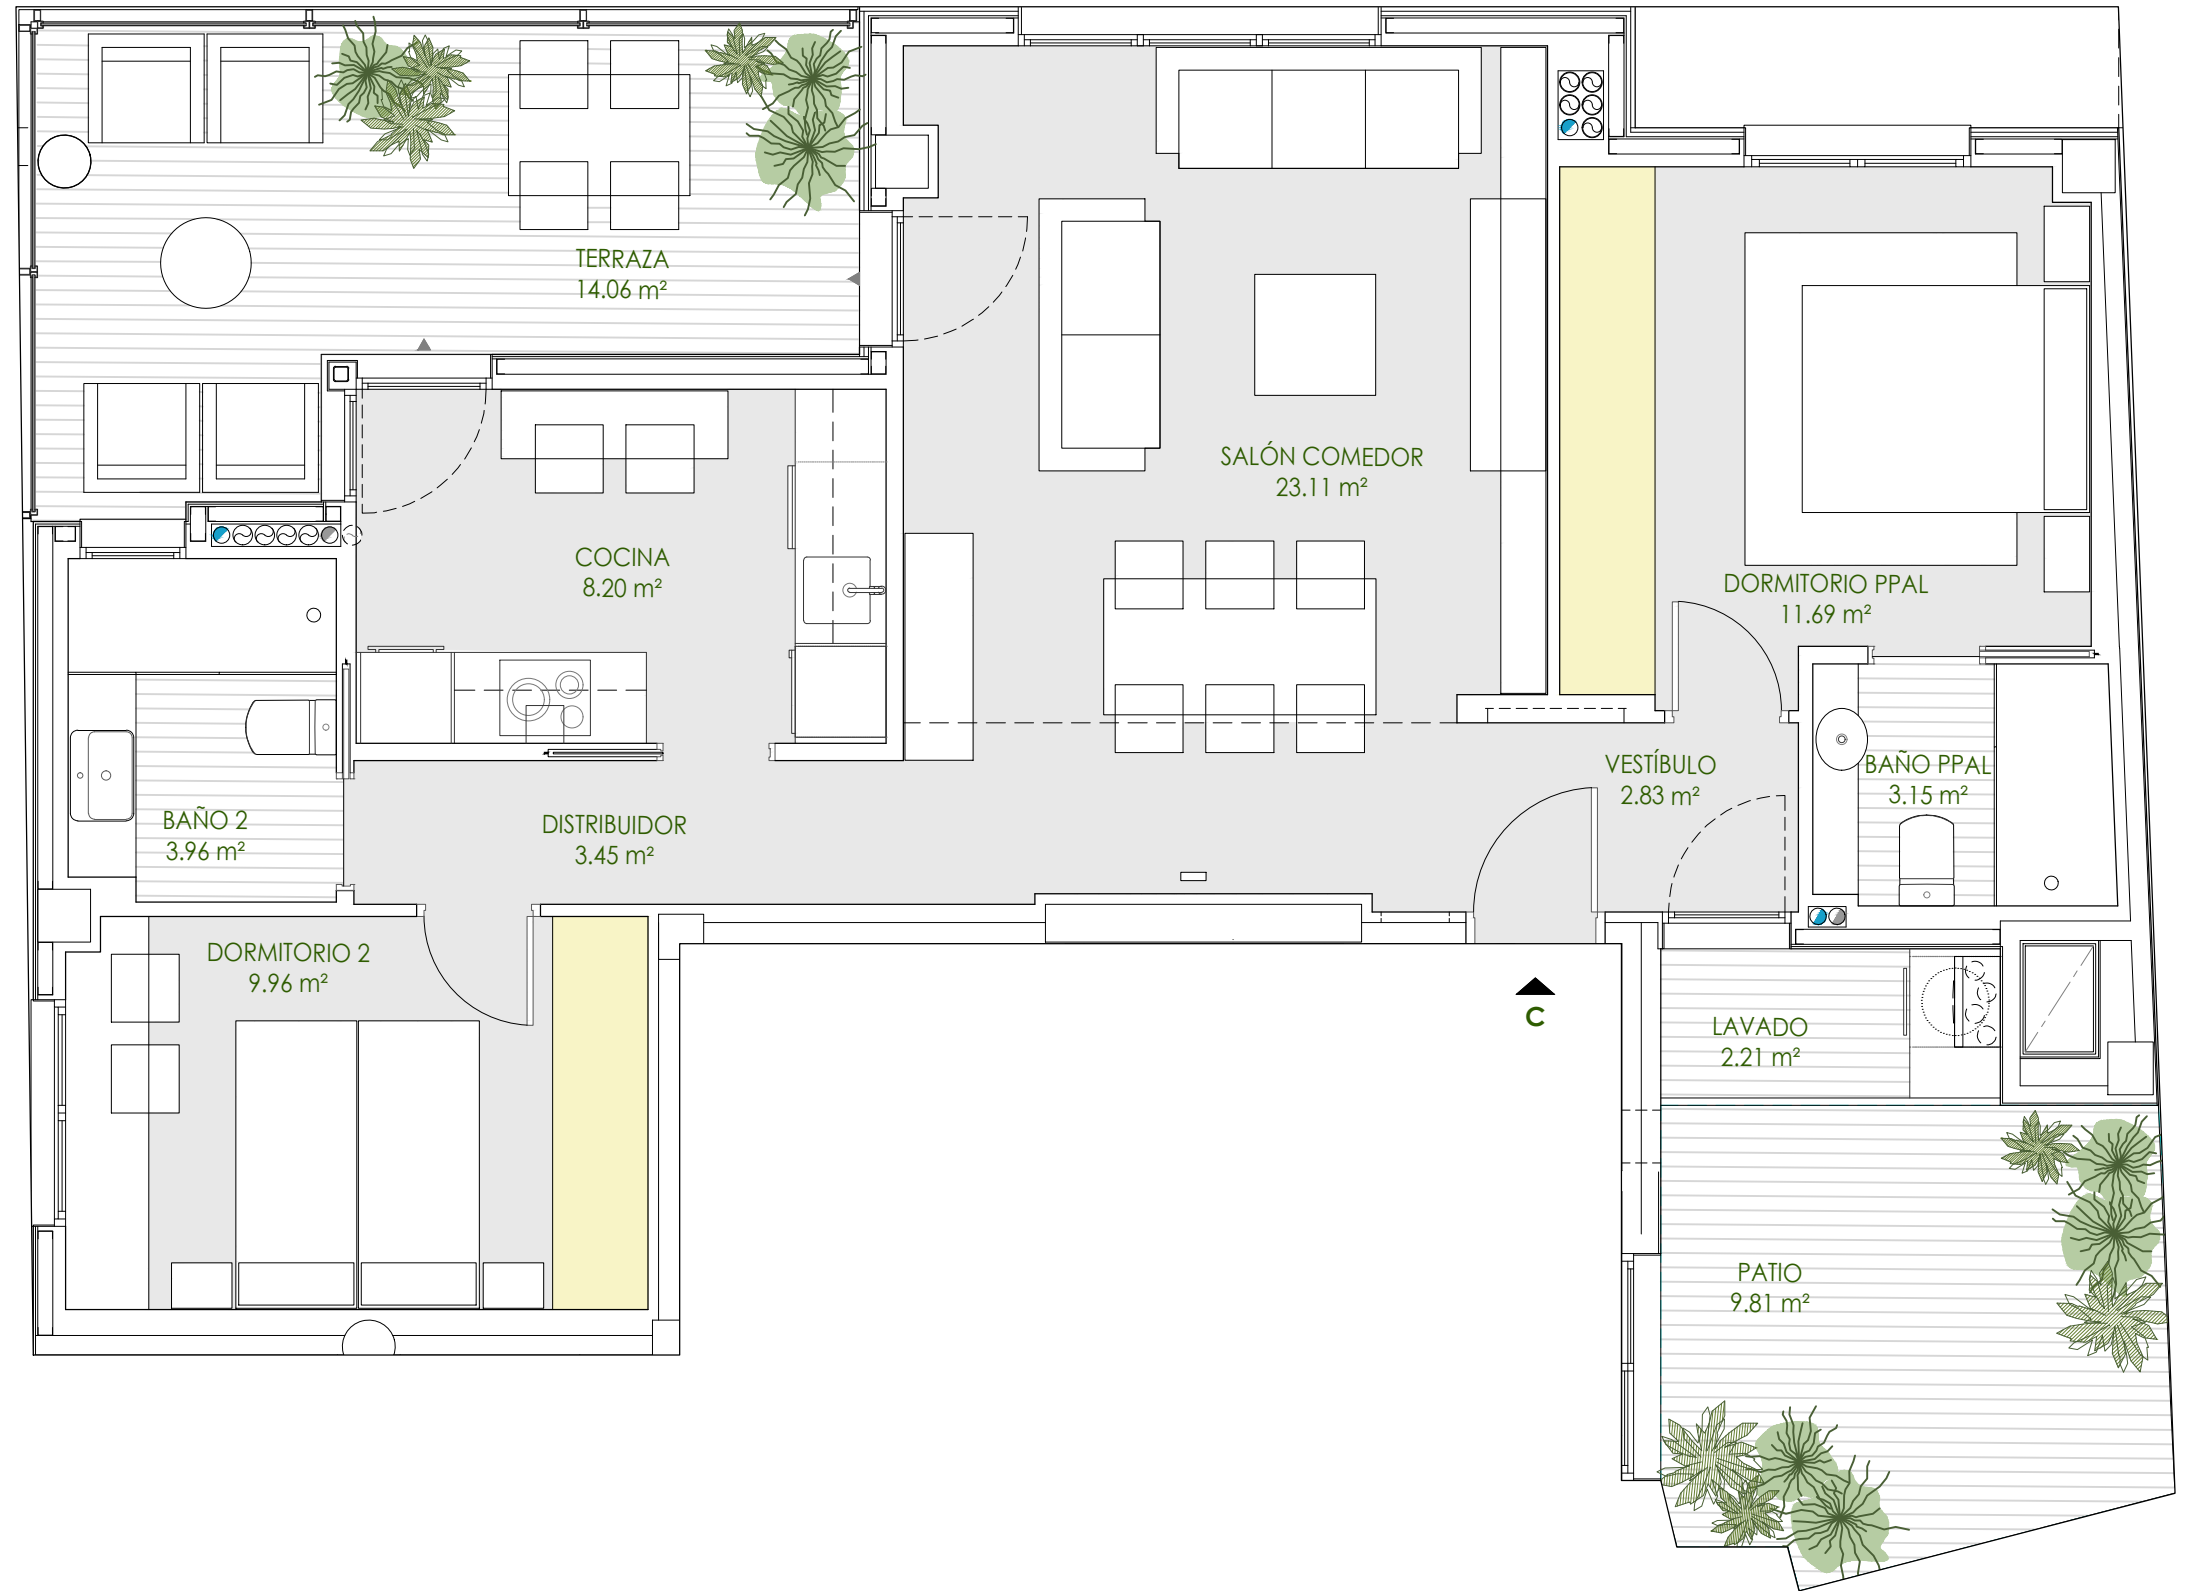 TERRAZA
14.06 m²
SALÓN COMEDOR
23.11 m²
COCINA
8.20 m²
DORMITORIO PPAL
11.69 m²
VESTÍBULO
2.83 m²
BAÑO PPAL
3.15 m²
BAÑO 2
3.96 m²
DISTRIBUIDOR
3.45 m²
DORMITORIO 2
9.96 m²
C
LAVADO
2.21 m²
PATIO
9.81 m²